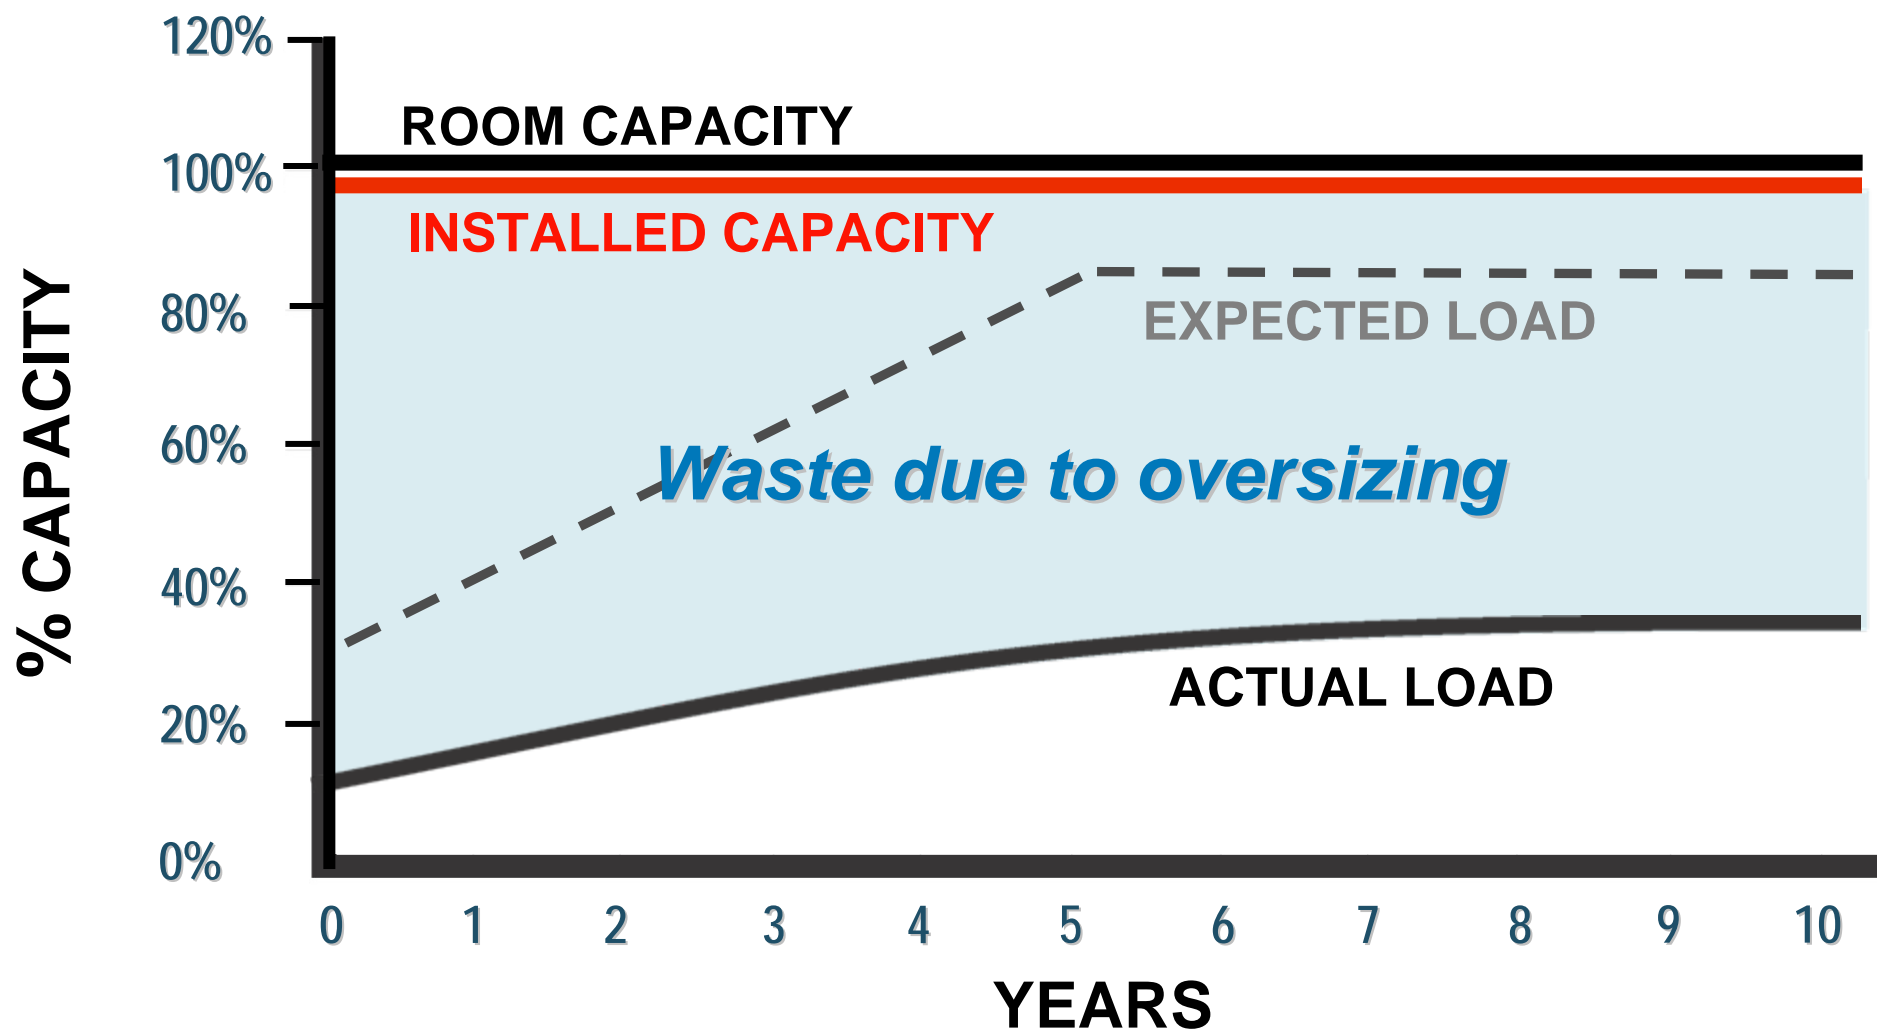 120%
ROOM CAPACITY
100%
INSTALLED CAPACITY
80%
EXPECTED LOAD
60%
Waste due to oversizing
40%
ACTUAL LOAD
20%
0%
% CAPACITY
0 1 2 3 4 5 6 7 8 9 10
YEARS